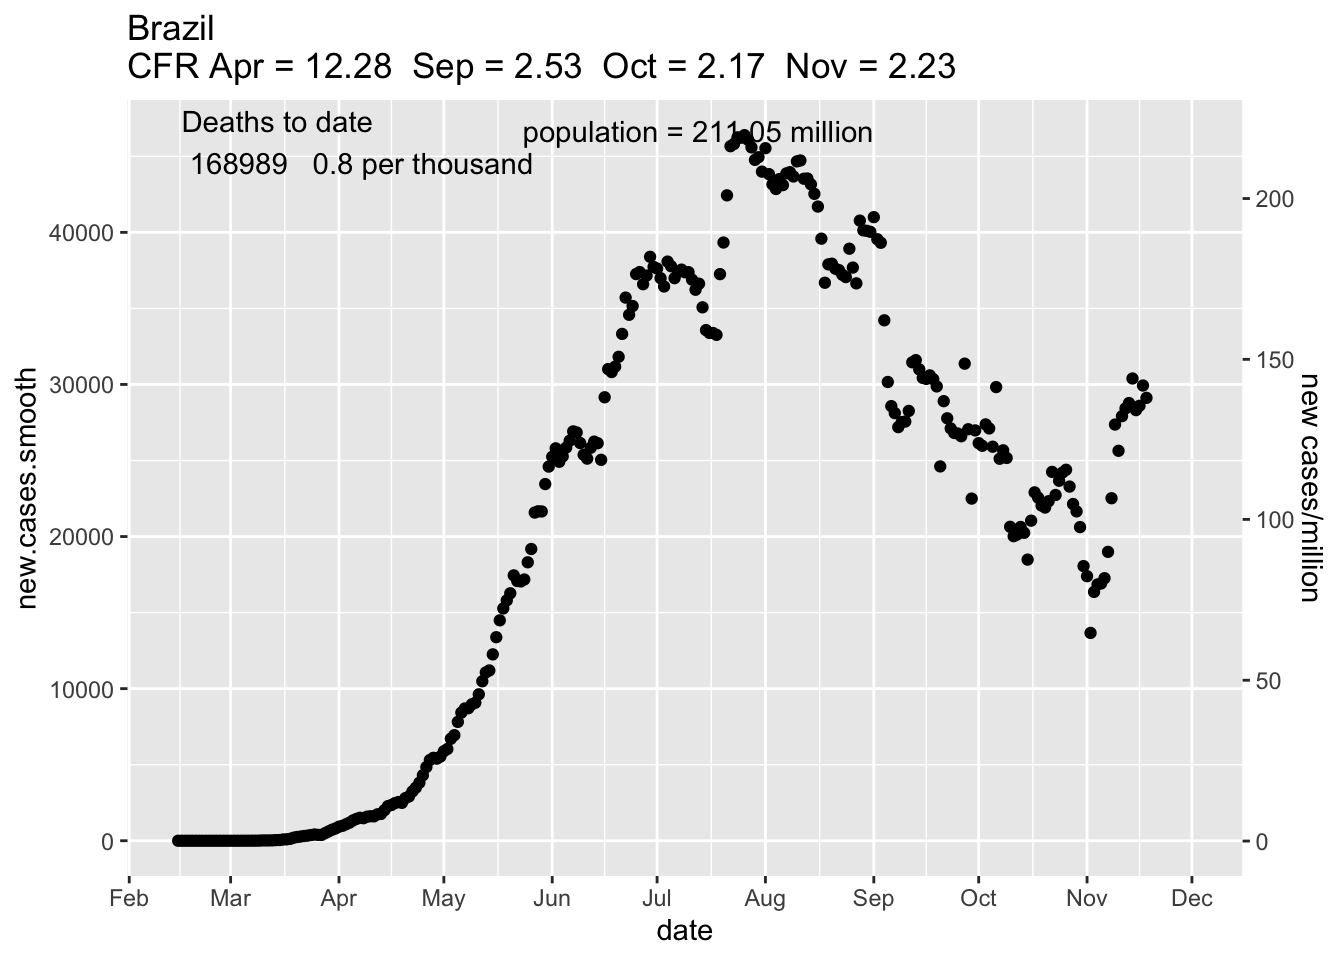 Brazil
CFR Apr = 12.28  Sep = 2.53  Oct = 2.17  Nov = 2.23
Deaths to date
population = 211.05 million
168989   0.8 per thousand
new.cases.smooth
40000
30000
20000
10000
0
200
150
100
50
0
new cases/million
Feb Mar Apr May Jun Jul Aug Sep Oct Nov Dec
date